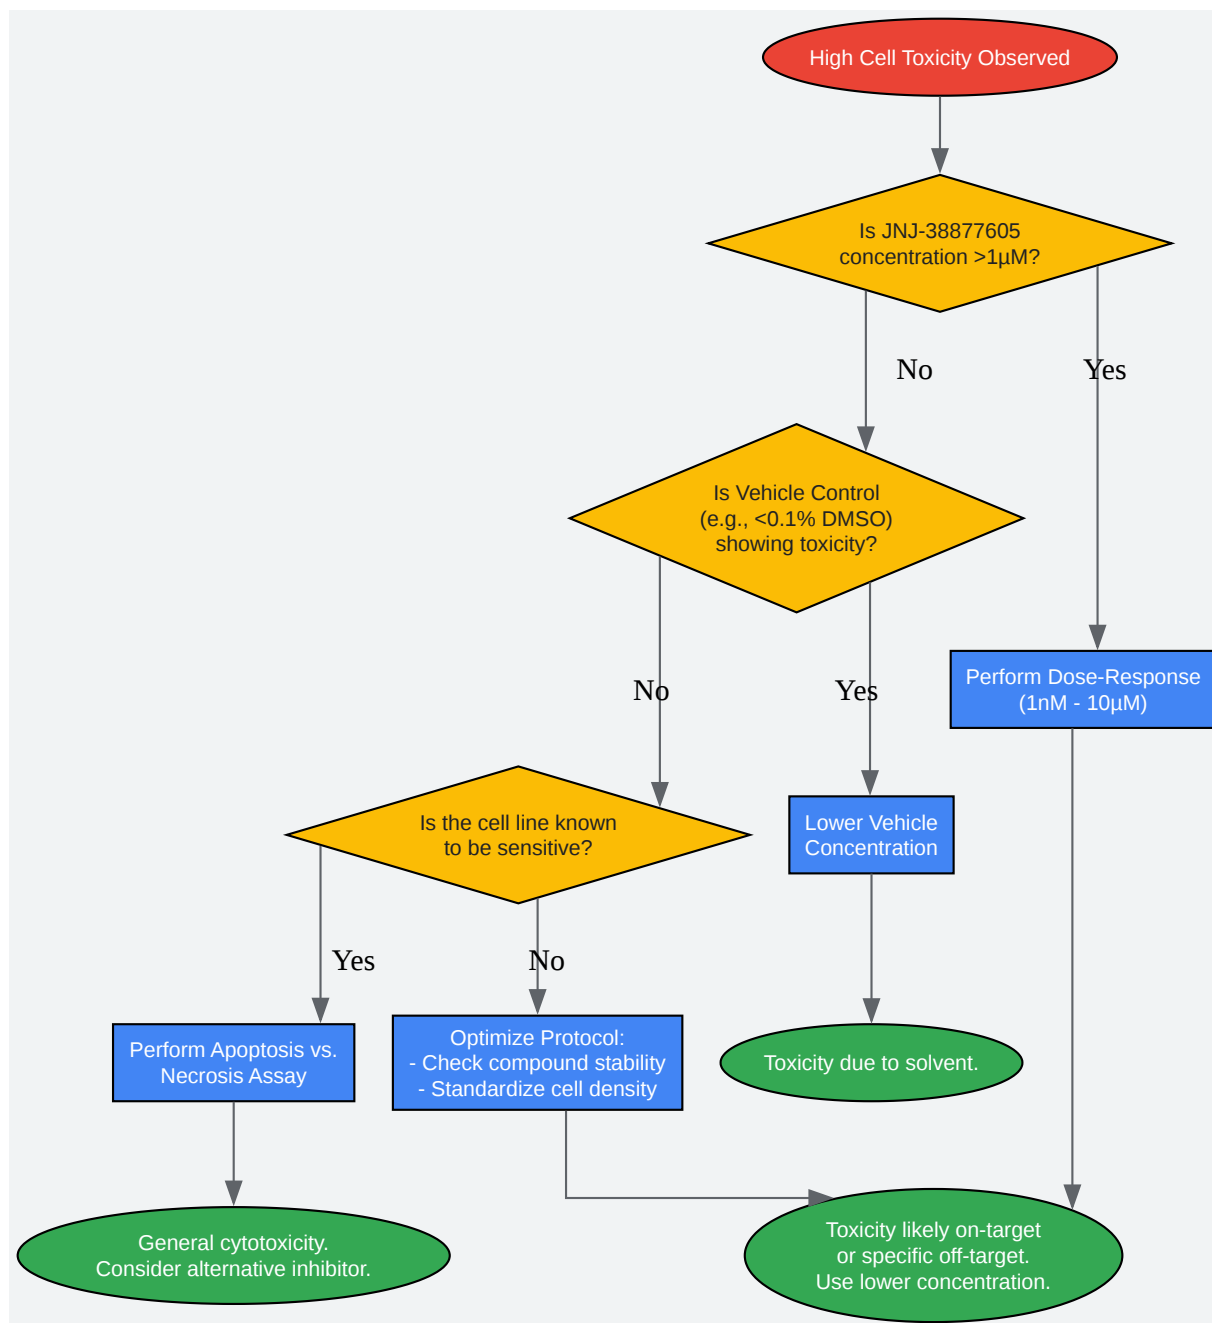 High Cell Toxicity Observed
Is JNJ-38877605
concentration >1µM?
No
Yes
Is Vehicle Control
(e.g., <0.1% DMSO)
showing toxicity?
No
Yes
Perform Dose-Response
(1nM - 10µM)
Is the cell line known
to be sensitive?
Lower Vehicle
Concentration
Yes
No
Perform Apoptosis vs.
Necrosis Assay
Optimize Protocol:
- Check compound stability
- Standardize cell density
Toxicity due to solvent.
General cytotoxicity.
Consider alternative inhibitor.
Toxicity likely on-target
or specific off-target.
Use lower concentration.